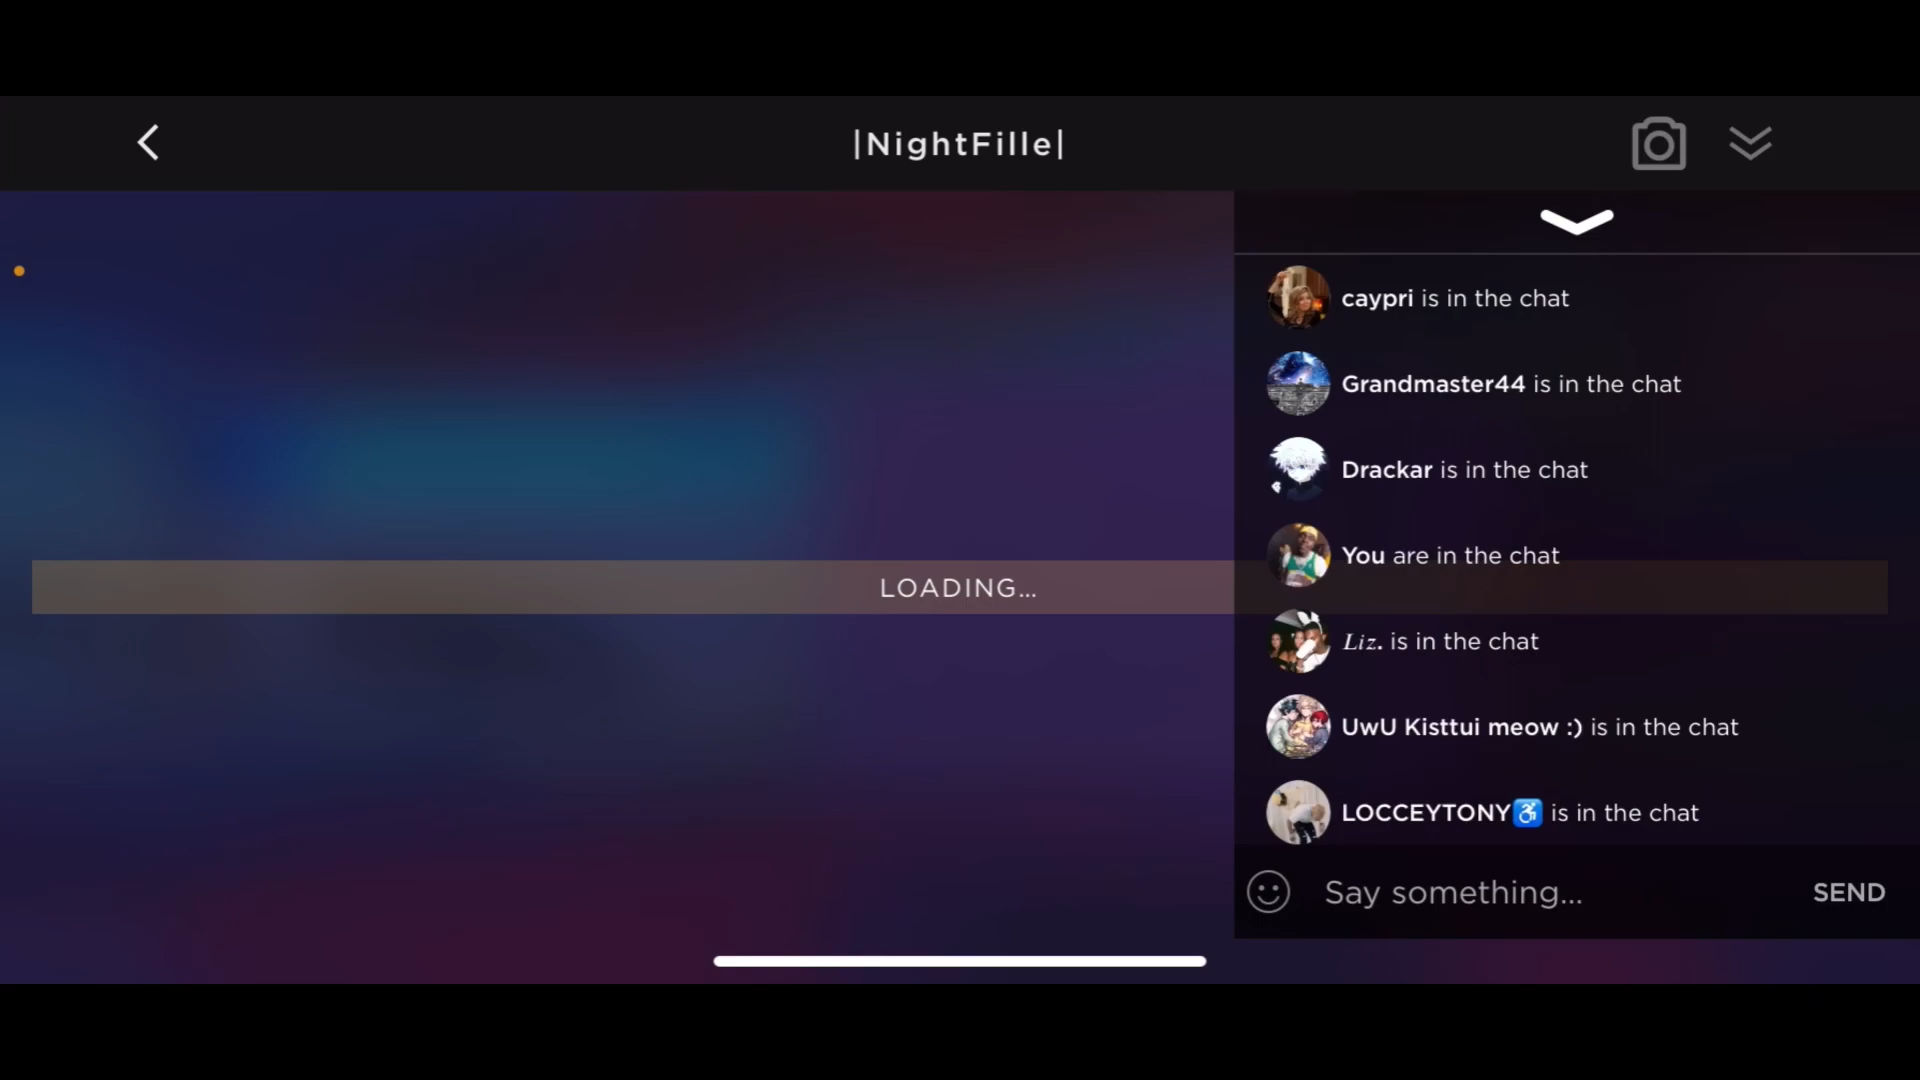 |NightFille|
caypri is in the chat
Grandmaster44 is in the chat
Drackar is in the chat
You are in the chat
LOADING...
𝐿𝑖𝑧. is in the chat
UwU Kisttui meow :) is in the chat
LOCCEYTONY♿ is in the chat
Say something... SEND